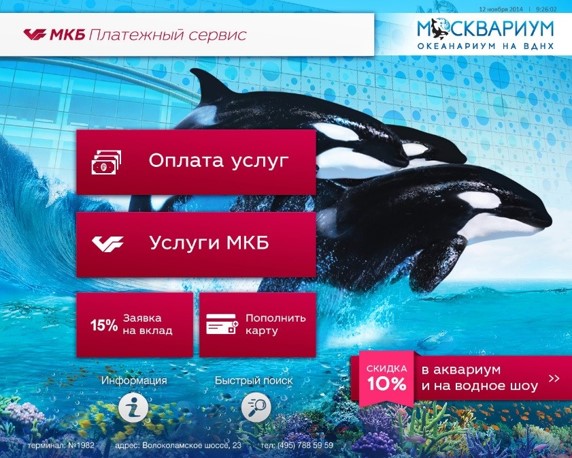 12 ноября 2014 | 9:26:02
МКБ Платежный сервис
МОСКВАРИУМ
ОКЕАНАРИУМ НА ВДНХ
Оплата услуг
Услуги МКБ
15% Заявка
на вклад
Пополнить
карту
СКИДКА
10%
в аквариум
и на водное шоу >>
Информация
Быстрый поиск
i
терминал: №1982
адрес: Волоколамское шоссе, 23
тел: (495) 788 59 59